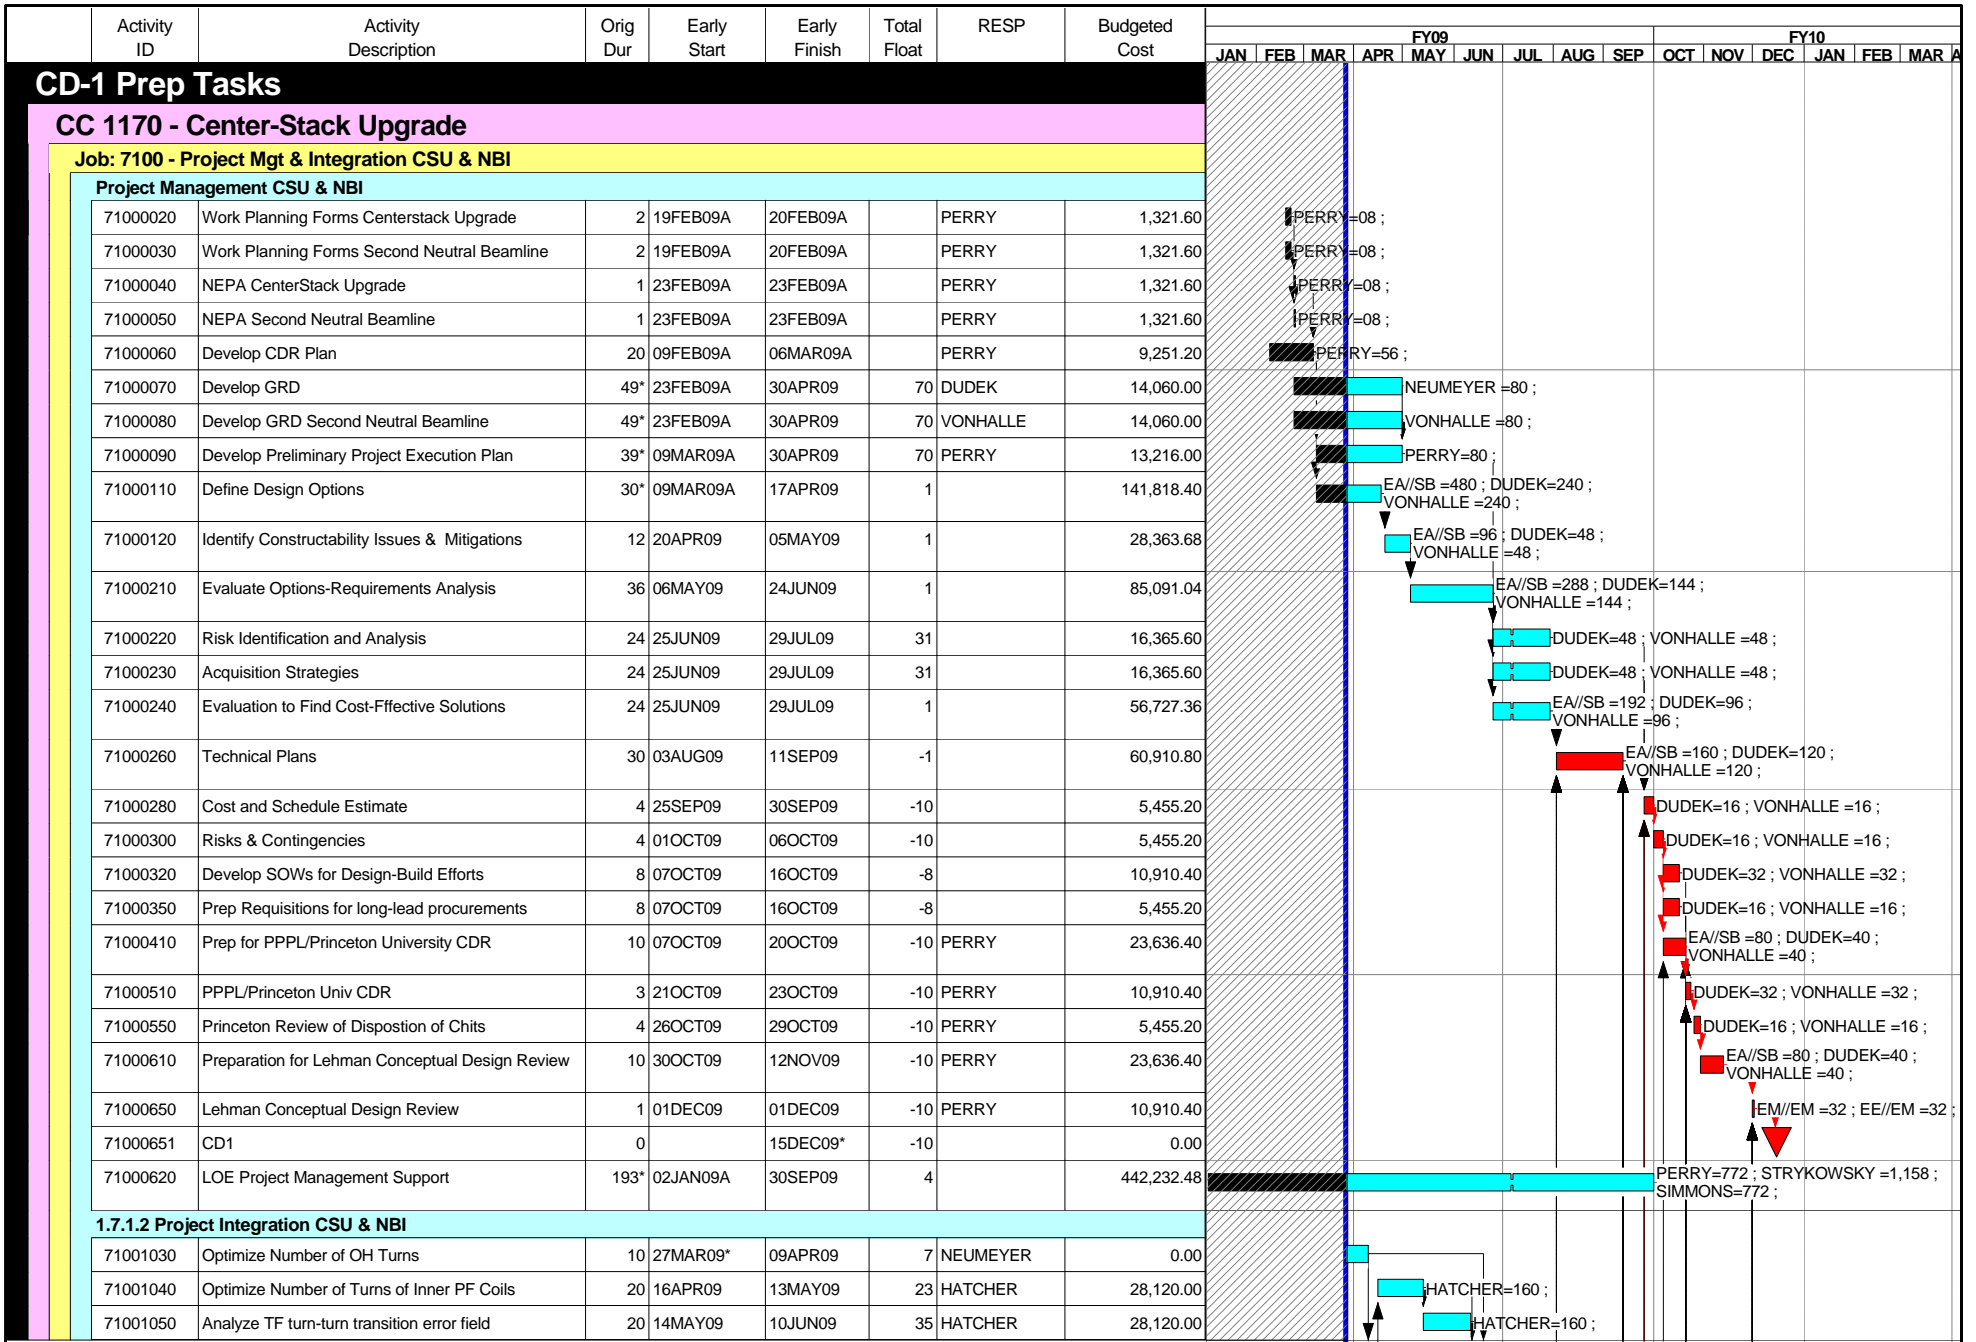 Activity ID Activity Description Orig Dur Early Start Early Finish Total Float RESP Budgeted Cost
FY09 FY10
JAN FEB MAR APR MAY JUN JUL AUG SEP OCT NOV DEC JAN FEB MAR A
CD-1 Prep Tasks
CC 1170 - Center-Stack Upgrade
Job: 7100 - Project Mgt & Integration CSU & NBI
Project Management CSU & NBI
71000020 Work Planning Forms Centerstack Upgrade 2 19FEB09A 20FEB09A PERRY 1,321.60 PERRY=08 ;
71000030 Work Planning Forms Second Neutral Beamline 2 19FEB09A 20FEB09A PERRY 1,321.60 PERRY=08 ;
71000040 NEPA CenterStack Upgrade 1 23FEB09A 23FEB09A PERRY 1,321.60 PERRY=08 ;
71000050 NEPA Second Neutral Beamline 1 23FEB09A 23FEB09A PERRY 1,321.60 PERRY=08 ;
71000060 Develop CDR Plan 20 09FEB09A 06MAR09A PERRY 9,251.20 PERRY=56 ;
71000070 Develop GRD 49* 23FEB09A 30APR09 70 DUDEK 14,060.00 NEUMEYER =80 ;
71000080 Develop GRD Second Neutral Beamline 49* 23FEB09A 30APR09 70 VONHALLE 14,060.00 VONHALLE =80 ;
71000090 Develop Preliminary Project Execution Plan 39* 09MAR09A 30APR09 70 PERRY 13,216.00 PERRY=80 ;
71000110 Define Design Options 30* 09MAR09A 17APR09 1 141,818.40 EA//SB =480 ; DUDEK=240 ;
VONHALLE =240 ;
71000120 Identify Constructability Issues & Mitigations 12 20APR09 05MAY09 1 28,363.68 EA//SB =96 ; DUDEK=48 ;
VONHALLE =48 ;
71000210 Evaluate Options-Requirements Analysis 36 06MAY09 24JUN09 1 85,091.04 EA//SB =288 ; DUDEK=144 ;
VONHALLE =144 ;
71000220 Risk Identification and Analysis 24 25JUN09 29JUL09 31 16,365.60 DUDEK=48 ; VONHALLE =48 ;
71000230 Acquisition Strategies 24 25JUN09 29JUL09 31 16,365.60 DUDEK=48 ; VONHALLE =48 ;
71000240 Evaluation to Find Cost-Fffective Solutions 24 25JUN09 29JUL09 1 56,727.36 EA//SB =192 ; DUDEK=96 ;
VONHALLE =96 ;
71000260 Technical Plans 30 03AUG09 11SEP09 -1 60,910.80 EA//SB =160 ; DUDEK=120 ;
VONHALLE =120 ;
71000280 Cost and Schedule Estimate 4 25SEP09 30SEP09 -10 5,455.20 DUDEK=16 ; VONHALLE =16 ;
71000300 Risks & Contingencies 4 01OCT09 06OCT09 -10 5,455.20 DUDEK=16 ; VONHALLE =16 ;
71000320 Develop SOWs for Design-Build Efforts 8 07OCT09 16OCT09 -8 10,910.40 DUDEK=32 ; VONHALLE =32 ;
71000350 Prep Requisitions for long-lead procurements 8 07OCT09 16OCT09 -8 5,455.20 DUDEK=16 ; VONHALLE =16 ;
71000410 Prep for PPPL/Princeton University CDR 10 07OCT09 20OCT09 -10 PERRY 23,636.40 EA//SB =80 ; DUDEK=40 ;
VONHALLE =40 ;
71000510 PPPL/Princeton Univ CDR 3 21OCT09 23OCT09 -10 PERRY 10,910.40 DUDEK=32 ; VONHALLE =32 ;
71000550 Princeton Review of Dispostion of Chits 4 26OCT09 29OCT09 -10 PERRY 5,455.20 DUDEK=16 ; VONHALLE =16 ;
71000610 Preparation for Lehman Conceptual Design Review 10 30OCT09 12NOV09 -10 PERRY 23,636.40 EA//SB =80 ; DUDEK=40 ;
VONHALLE =40 ;
71000650 Lehman Conceptual Design Review 1 01DEC09 01DEC09 -10 PERRY 10,910.40 EM//EM =32 ; EE//EM =32 ;
71000651 CD1 0 15DEC09* -10 0.00
71000620 LOE Project Management Support 193* 02JAN09A 30SEP09 4 442,232.48 PERRY=772 ; STRYKOWSKY =1,158 ;
SIMMONS=772 ;
1.7.1.2 Project Integration CSU & NBI
71001030 Optimize Number of OH Turns 10 27MAR09* 09APR09 7 NEUMEYER 0.00
71001040 Optimize Number of Turns of Inner PF Coils 20 16APR09 13MAY09 23 HATCHER 28,120.00 HATCHER=160 ;
71001050 Analyze TF turn-turn transition error field 20 14MAY09 10JUN09 35 HATCHER 28,120.00 HATCHER=160 ;